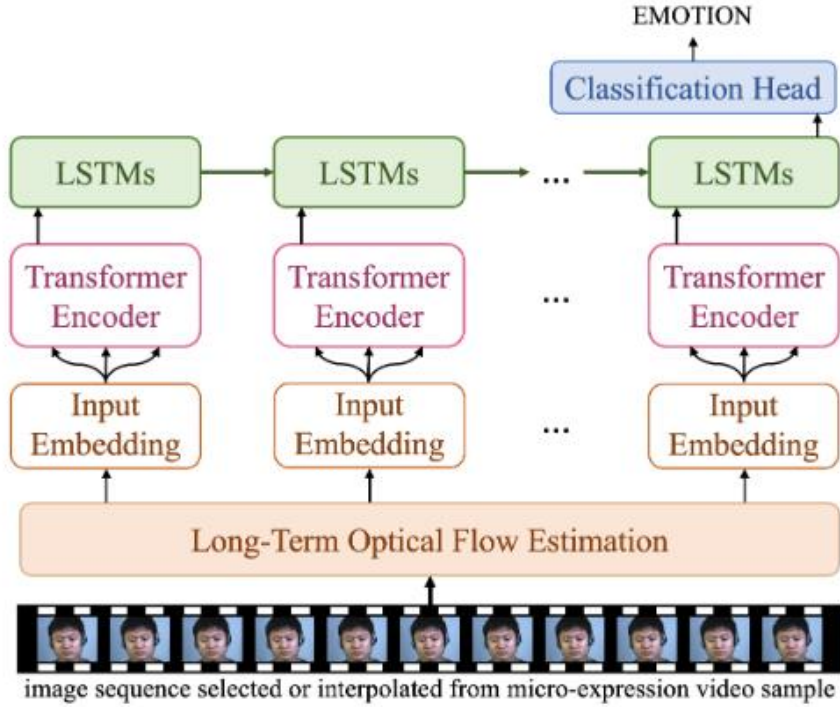 EMOTION
Classification Head
LSTMs
LSTMs
...
LSTMs
Transformer
Encoder
Transformer
Encoder
...
Transformer
Encoder
Input
Embedding
Input
Embedding
...
Input
Embedding
Long-Term Optical Flow Estimation
image sequence selected or interpolated from micro-expression video sample